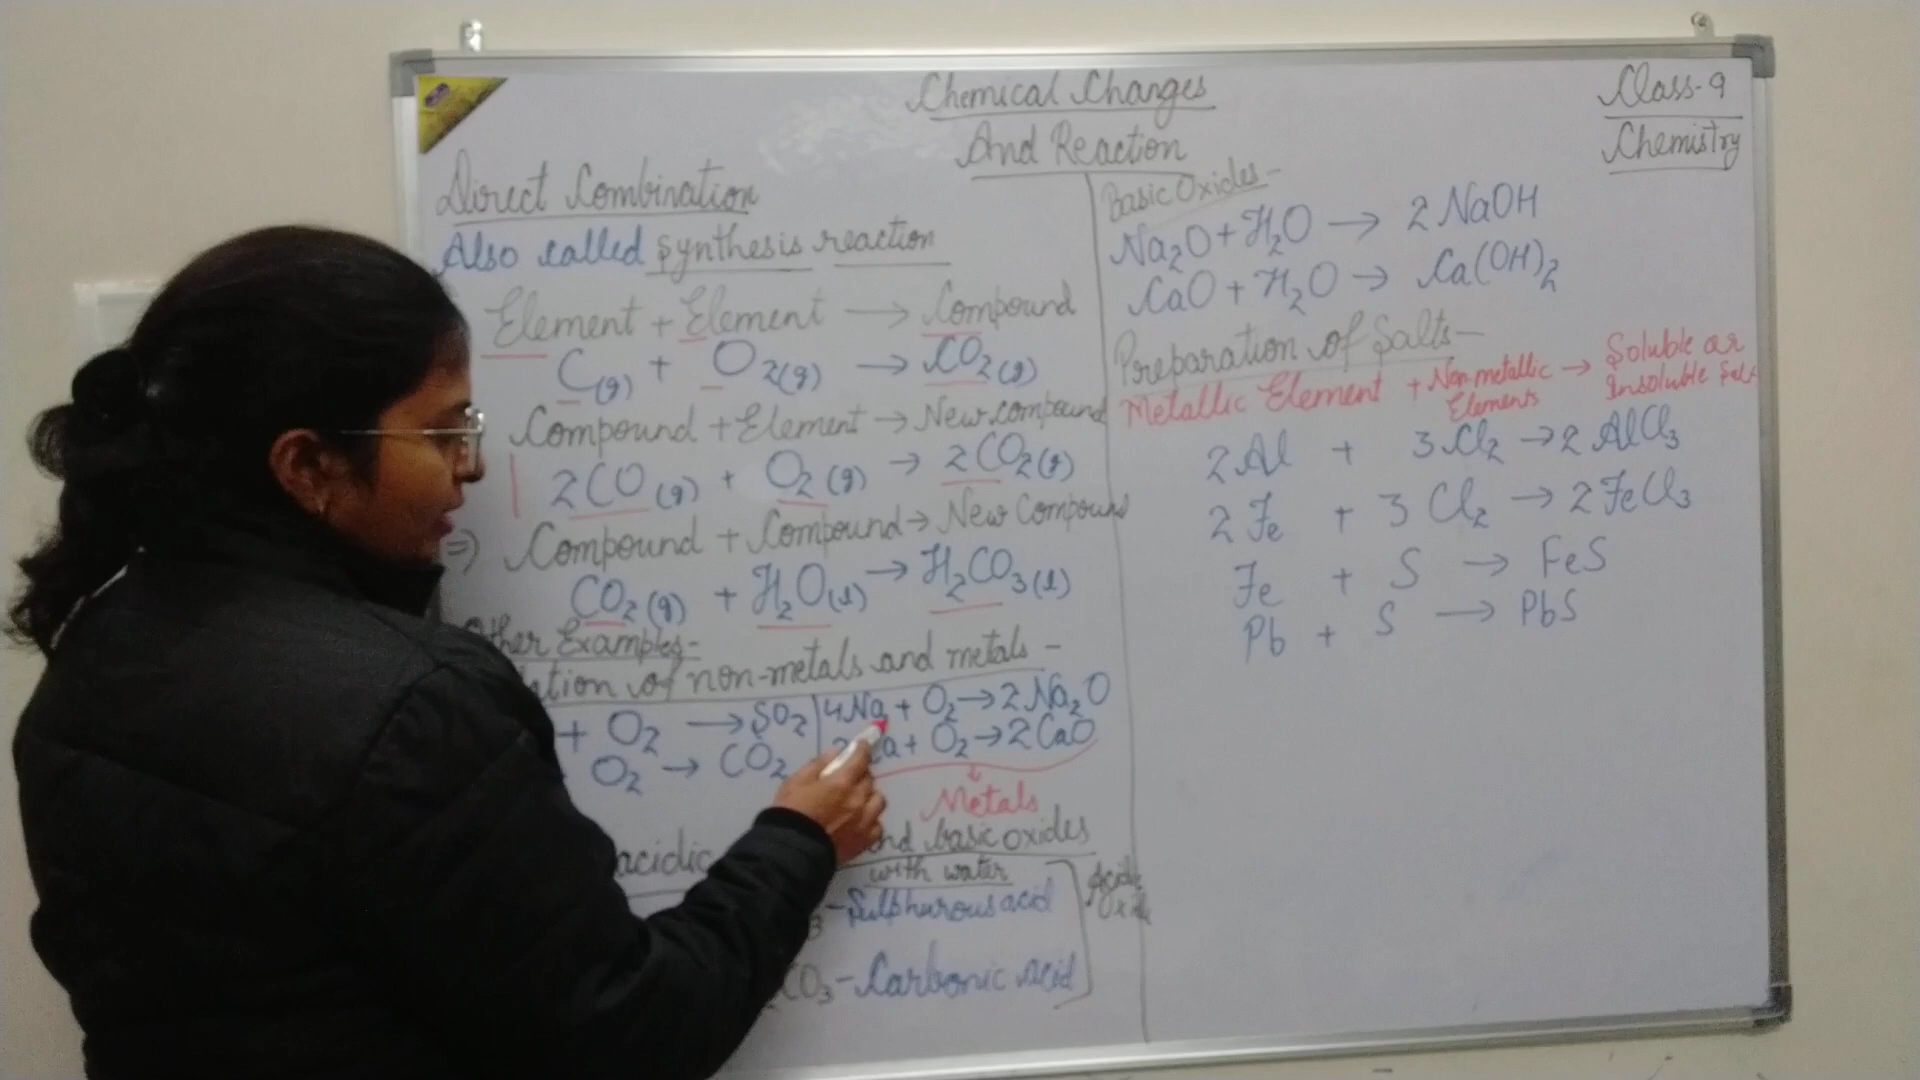 Chemical Changes
And Reaction
Class-9
Chemistry
Direct Combination
Also called synthesis reaction
Element + Element → Compound
C(g) + O2(g) → CO2(g)
Compound + Element → New compound
2CO(g) + O2(g) → 2CO2(g)
⇒ Compound + Compound → New Compound
CO2(g) + H2O(l) → H2CO3(l)
Other Examples-
of non-metals and metals -
+ O2 → SO2
O2 → CO2
4Na + O2 → 2Na2O
+ O2 → 2CaO
Metals
acidic and basic oxides
with water
- Sulphurous acid
CO3 - Carbonic acid
Basic Oxides-
Na2O + H2O → 2NaOH
CaO + H2O → Ca(OH)2
Preparation of Salts-
Metallic Element + Non-metallic Elements → Soluble or Insoluble
2Al + 3Cl2 → 2AlCl3
2Fe + 3Cl2 → 2FeCl3
Fe + S → FeS
Pb + S → PbS